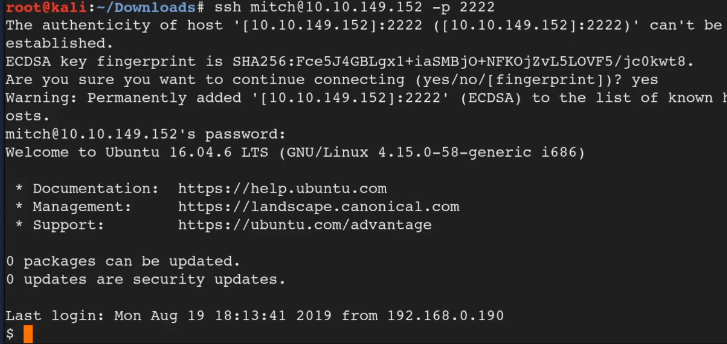 root@kali:~/Downloads# ssh mitch@10.10.149.152 -p 2222
The authenticity of host '[10.10.149.152]:2222 ([10.10.149.152]:2222)' can't be
established.
ECDSA key fingerprint is SHA256:Fce5J4GBLgx1+iaSMBjO+NFKOjZvL5LOVF5/jc0kwt8.
Are you sure you want to continue connecting (yes/no/[fingerprint])? yes
Warning: Permanently added '[10.10.149.152]:2222' (ECDSA) to the list of known h
osts.
mitch@10.10.149.152's password:
Welcome to Ubuntu 16.04.6 LTS (GNU/Linux 4.15.0-58-generic i686)
* Documentation: https://help.ubuntu.com
* Management: https://landscape.canonical.com
* Support: https://ubuntu.com/advantage
0 packages can be updated.
0 updates are security updates.
Last login: Mon Aug 19 18:13:41 2019 from 192.168.0.190
$